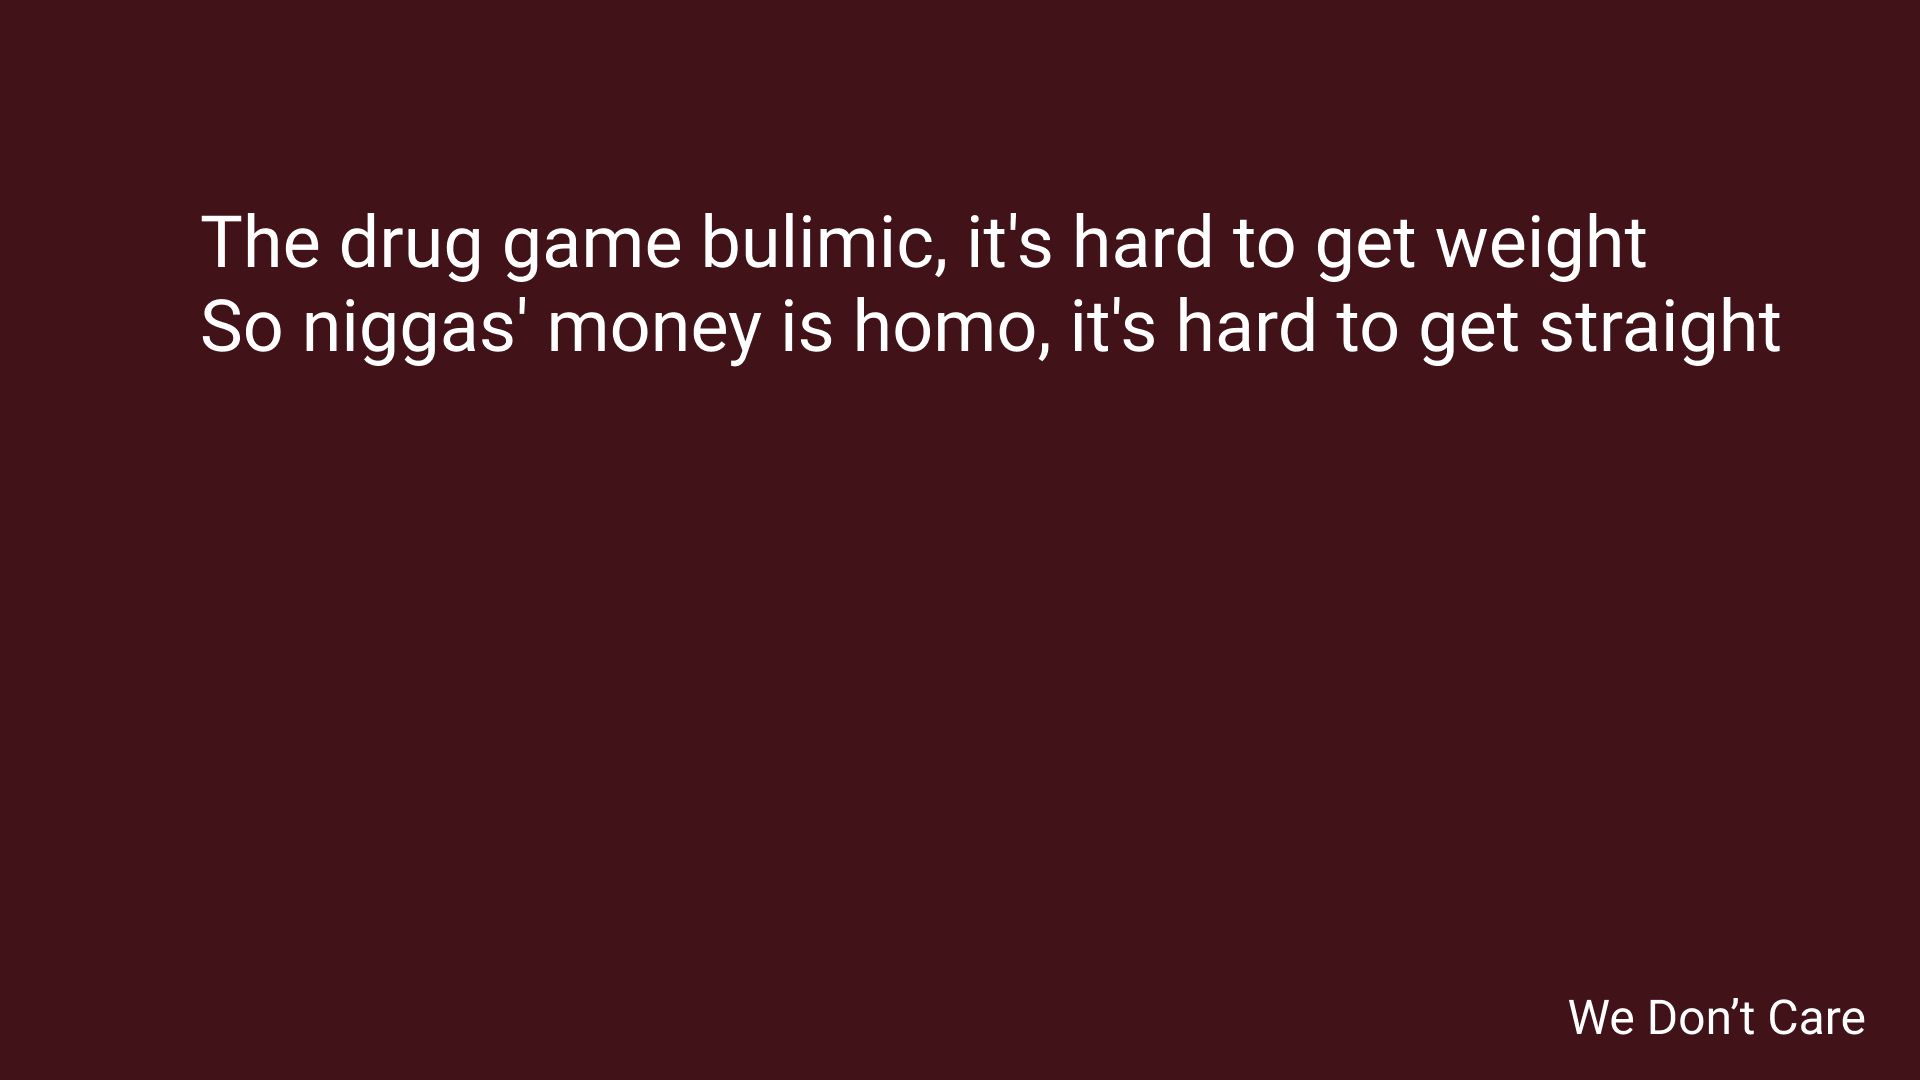 The drug game bulimic, it's hard to get weight
So niggas' money is homo, it's hard to get straight
We Don’t Care